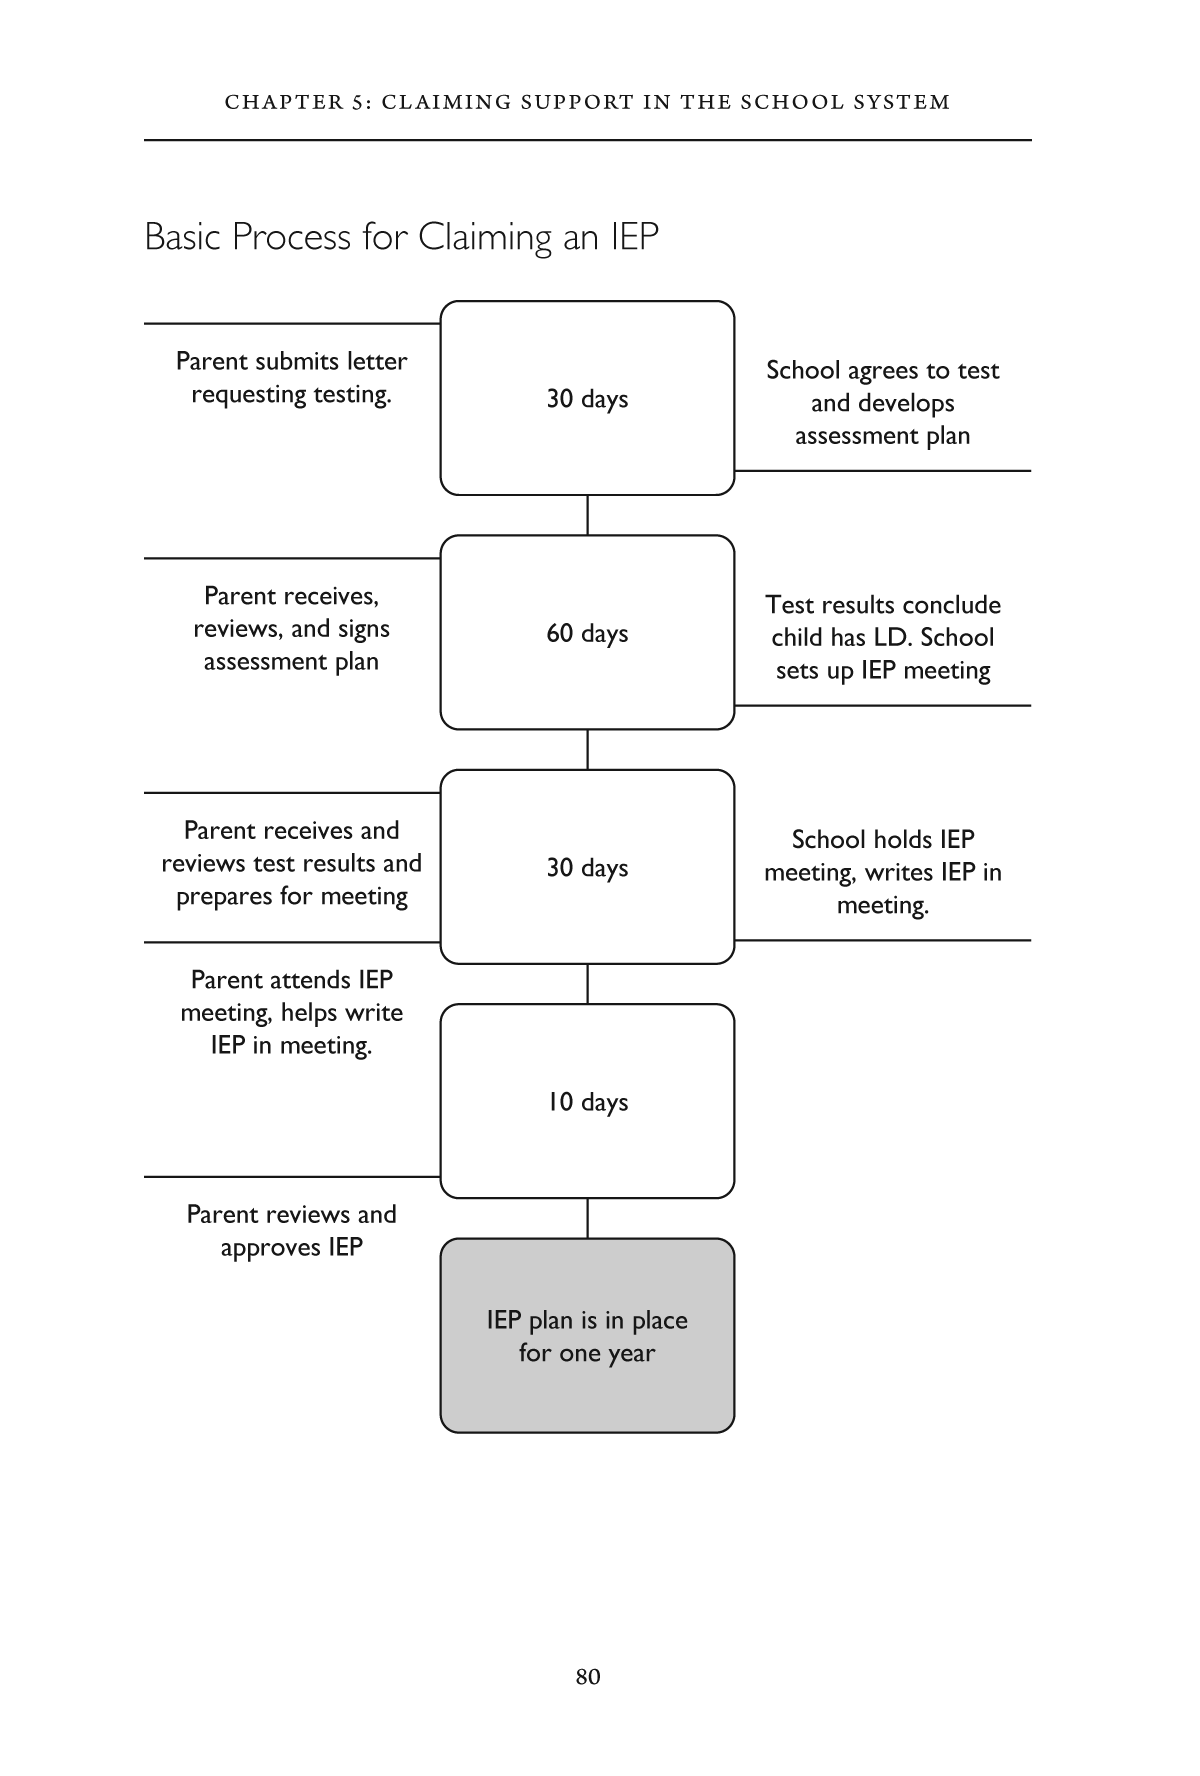 CHAPTER 5: CLAIMING SUPPORT IN THE SCHOOL SYSTEM
Basic Process for Claiming an IEP
Parent submits letter
requesting testing.
30 days
School agrees to test
and develops
assessment plan
Parent receives,
reviews, and signs
assessment plan
60 days
Test results conclude
child has LD. School
sets up IEP meeting
Parent receives and
reviews test results and
prepares for meeting
30 days
School holds IEP
meeting, writes IEP in
meeting.
Parent attends IEP
meeting, helps write
IEP in meeting.
10 days
Parent reviews and
approves IEP
IEP plan is in place
for one year
80